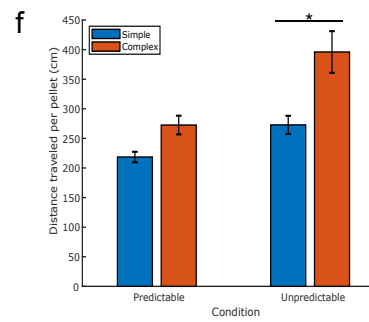 f
450
400
350
300
250
200
150
100
50
0
Distance traveled per pellet (cm)
Simple
Complex
*
Predictable Unpredictable
Condition